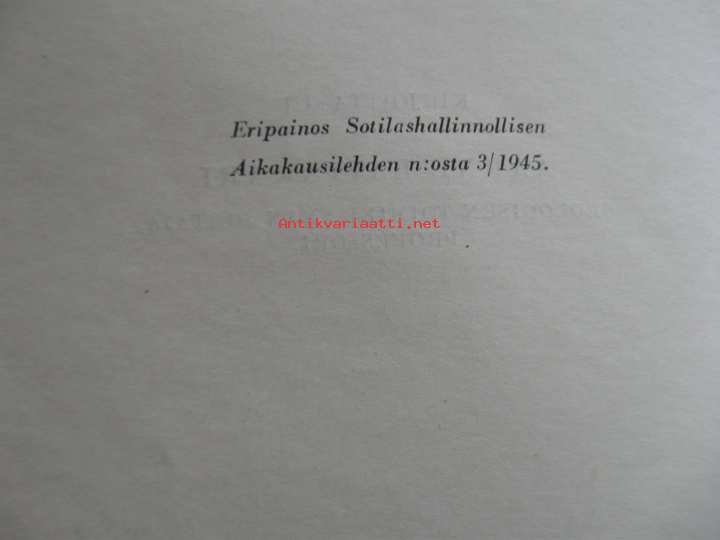 Eripainos Sotilashallinnollisen
Aikakausilehden n:osta 3/1945.
Antikvariaatti.net